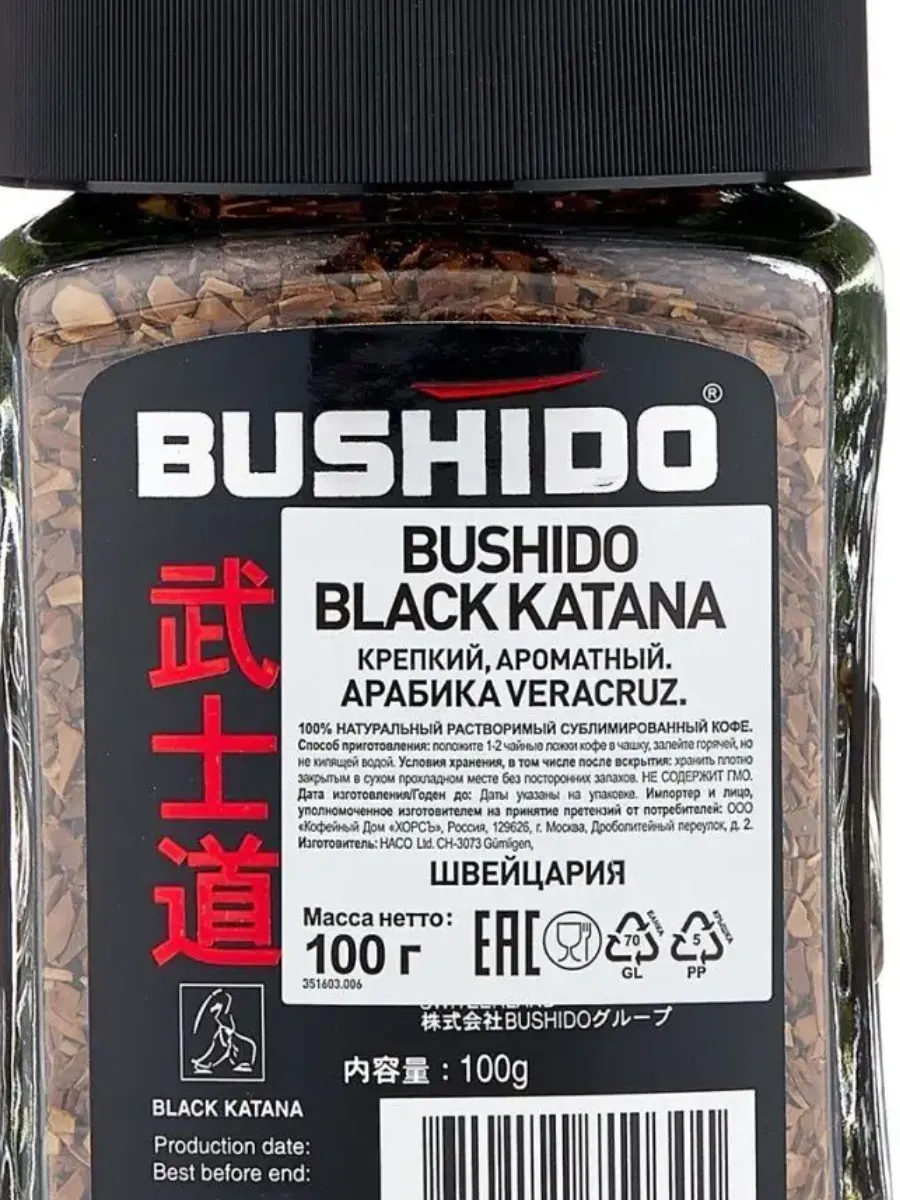 BUSHIDO®
武士道
BUSHIDO
BLACK KATANA
КРЕПКИЙ, АРОМАТНЫЙ.
АРАБИКА VERACRUZ.
100% НАТУРАЛЬНЫЙ РАСТВОРИМЫЙ СУБЛИМИРОВАННЫЙ КОФЕ.
Способ приготовления: положите 1-2 чайные ложки кофе в чашку, залейте горячей, но
не кипящей водой. Условия хранения, в том числе после вскрытия: хранить плотно
закрытым в сухом прохладном месте без посторонних запахов. НЕ СОДЕРЖИТ ГМО.
Дата изготовления/Годен до: Даты указаны на упаковке. Импортер и лицо,
уполномоченное изготовителем на принятие претензий от потребителей: ООО
«Кофейный Дом «ХОРСЪ», Россия, 129626, г. Москва, Дроболитейный переулок, д. 2.
Изготовитель: HACO Ltd. CH-3073 Gümligen,
ШВЕЙЦАРИЯ
Масса нетто:
100 г
351603.006
EAC
70
GL
БАНКА
5
PP
КРЫШКА
株式会社BUSHIDOグループ
内容量：100g
BLACK KATANA
Production date:
Best before end: